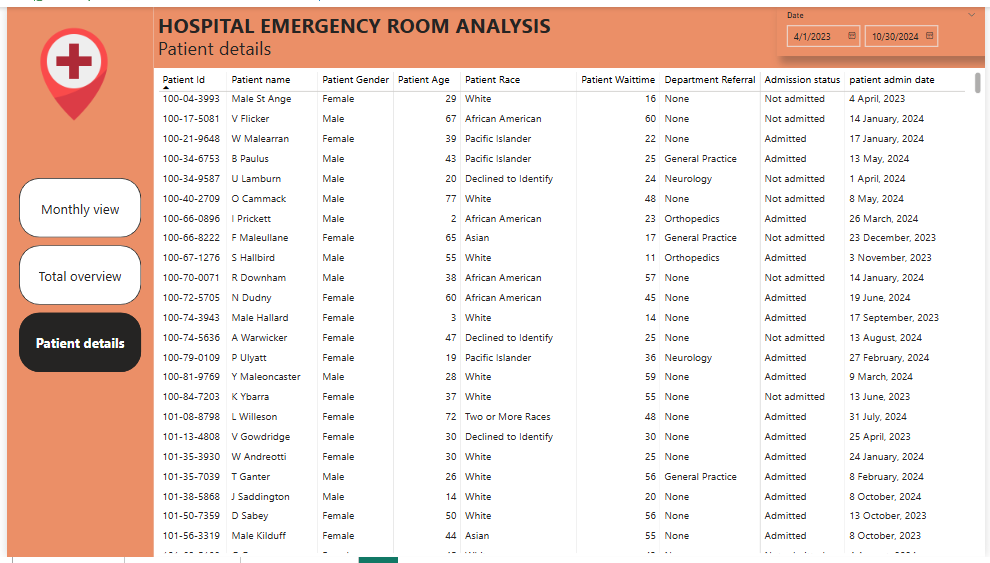 HOSPITAL EMERGENCY ROOM ANALYSIS
Patient details
Date
4/1/2023 10/30/2024
Monthly view
Total overview
Patient details
Patient Id Patient name Patient Gender Patient Age Patient Race Patient Waittime Department Referral Admission status patient admin date
100-04-3993 Male St Ange Female 29 White 16 None Not admitted 4 April, 2023
100-17-5081 V Flicker Male 67 African American 60 None Not admitted 14 January, 2024
100-21-9648 W Malearran Female 39 Pacific Islander 22 None Admitted 17 January, 2024
100-34-6753 B Paulus Male 43 Pacific Islander 25 General Practice Admitted 13 May, 2024
100-34-9587 U Lamburn Male 20 Declined to Identify 24 Neurology Not admitted 1 April, 2024
100-40-2709 O Cammack Male 77 White 48 None Not admitted 8 May, 2024
100-66-0896 I Prickett Male 2 African American 23 Orthopedics Admitted 26 March, 2024
100-66-8222 F Maleullane Female 65 Asian 17 General Practice Not admitted 23 December, 2023
100-67-1276 S Hallbird Male 55 White 11 Orthopedics Admitted 3 November, 2023
100-70-0071 R Downham Male 38 African American 57 None Not admitted 14 January, 2024
100-72-5705 N Dudny Female 60 African American 45 None Admitted 19 June, 2024
100-74-3943 Male Hallard Female 3 White 14 None Admitted 17 September, 2023
100-74-5636 A Warwicker Female 47 Declined to Identify 25 None Not admitted 13 August, 2024
100-79-0109 P Ulyatt Female 19 Pacific Islander 36 Neurology Admitted 27 February, 2024
100-81-9769 Y Maleoncaster Male 28 White 59 None Admitted 9 March, 2024
100-84-7203 K Ybarra Female 37 White 55 None Not admitted 13 June, 2023
101-08-8798 L Willeson Female 72 Two or More Races 48 None Admitted 31 July, 2024
101-13-4808 V Gowdridge Female 30 Declined to Identify 30 None Admitted 25 April, 2023
101-35-3930 W Andreotti Female 30 White 25 None Admitted 24 January, 2024
101-35-7039 T Ganter Male 26 White 56 General Practice Admitted 8 February, 2024
101-38-5868 J Saddington Male 14 White 20 None Admitted 8 October, 2024
101-50-7359 D Sabey Female 50 White 56 None Admitted 13 October, 2023
101-56-3319 Male Kilduff Female 44 Asian 55 None Admitted 8 October, 2023